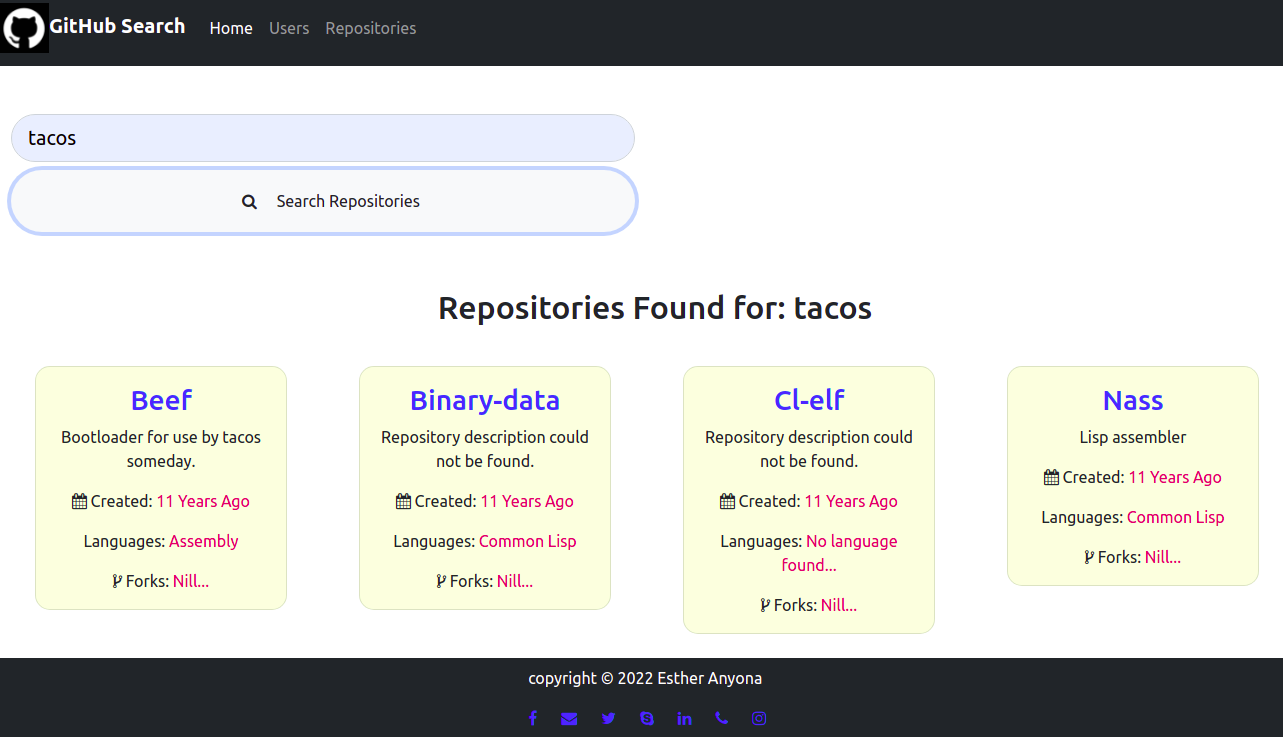 GitHub Search Home Users Repositories
tacos
Search Repositories
Repositories Found for: tacos
Beef
Bootloader for use by tacos
someday.
Created: 11 Years Ago
Languages: Assembly
Forks: Nill...
Binary-data
Repository description could
not be found.
Created: 11 Years Ago
Languages: Common Lisp
Forks: Nill...
Cl-elf
Repository description could
not be found.
Created: 11 Years Ago
Languages: No language
found...
Forks: Nill...
Nass
Lisp assembler
Created: 11 Years Ago
Languages: Common Lisp
Forks: Nill...
copyright © 2022 Esther Anyona